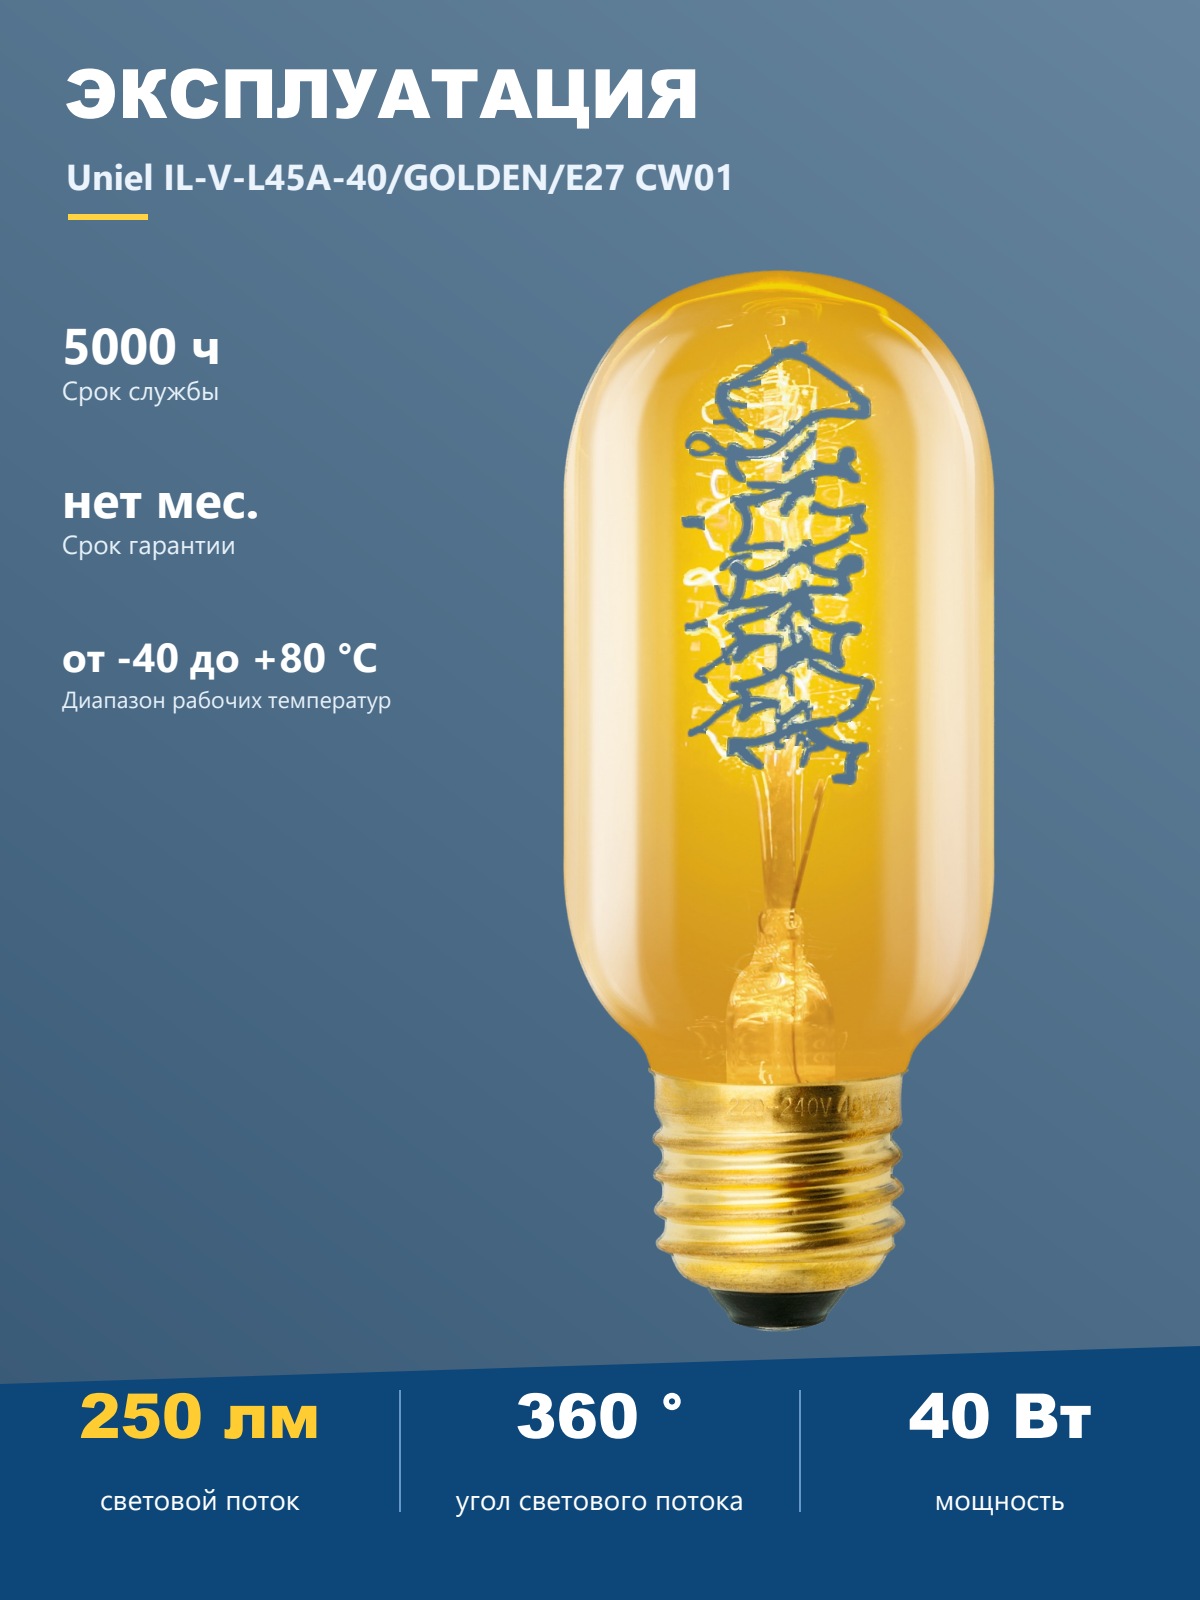 ЭКСПЛУАТАЦИЯ
Uniel IL-V-L45A-40/GOLDEN/E27 CW01
5000 ч
Срок службы
нет мес.
Срок гарантии
от -40 до +80 °C
Диапазон рабочих температур
240V
250 лм
360 °
40 Вт
световой поток
угол светового потока
мощность